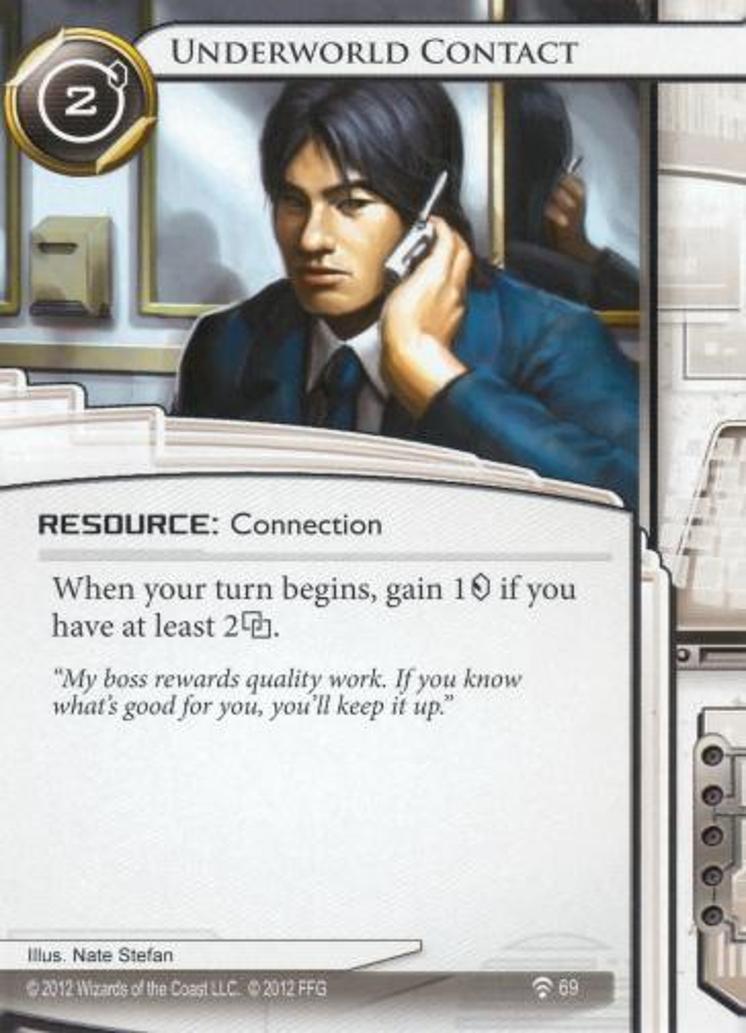 2
UNDERWORLD CONTACT
RESOURCE: Connection
When your turn begins, gain 1 if you
have at least 2.
“My boss rewards quality work. If you know
what's good for you, you'll keep it up.”
Illus. Nate Stefan
© 2012 Wizards of the Coast LLC. © 2012 FFG
69